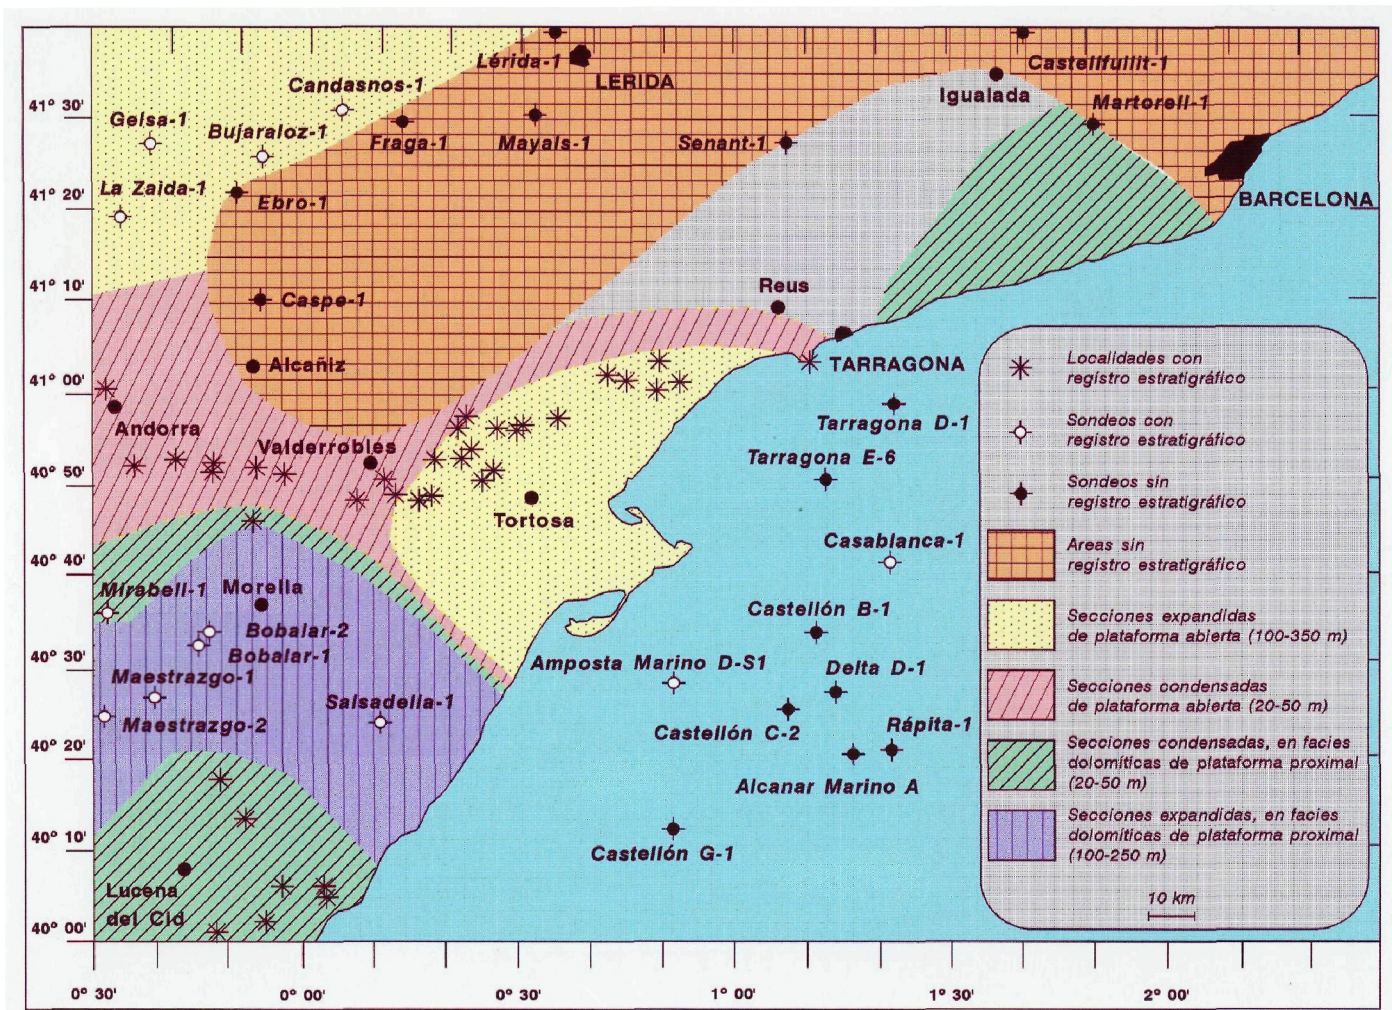 Lérida-1
LERIDA
Castellfullit-1
Candasnos-1
Igualada
Martorell-1
41° 30'
Gelsa-1
Bujaraloz-1
Fraga-1
Mayals-1
Senant-1
La Zaida-1
41° 20'
Ebro-1
BARCELONA
41° 10'
Caspe-1
Reus
Alcañiz
TARRAGONA
41° 00'
Andorra
Valderrobles
Tarragona D-1
40° 50'
Tarragona E-6
Tortosa
Casablanca-1
40° 40'
Mirabell-1
Morella
Castellón B-1
Bobalar-2
Bobalar-1
40° 30'
Amposta Marino D-S1
Delta D-1
Maestrazgo-1
Salsadella-1
Maestrazgo-2
Castellón C-2
Rápita-1
40° 20'
Alcanar Marino A
40° 10'
Castellón G-1
Lucena
del Cid
40° 00'
Localidades con
registro estratigráfico
Sondeos con
registro estratigráfico
Sondeos sin
registro estratigráfico
Areas sin
registro estratigráfico
Secciones expandidas
de plataforma abierta (100-350 m)
Secciones condensadas
de plataforma abierta (20-50 m)
Secciones condensadas, en facies
dolomíticas de plataforma proximal
(20-50 m)
Secciones expandidas, en facies
dolomíticas de plataforma proximal
(100-250 m)
10 km
0° 30'
0° 00'
0° 30'
1° 00'
1° 30'
2° 00'